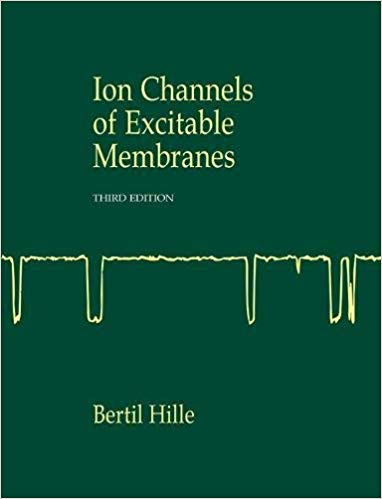 Ion Channels
of Excitable
Membranes
THIRD EDITION
Bertil Hille